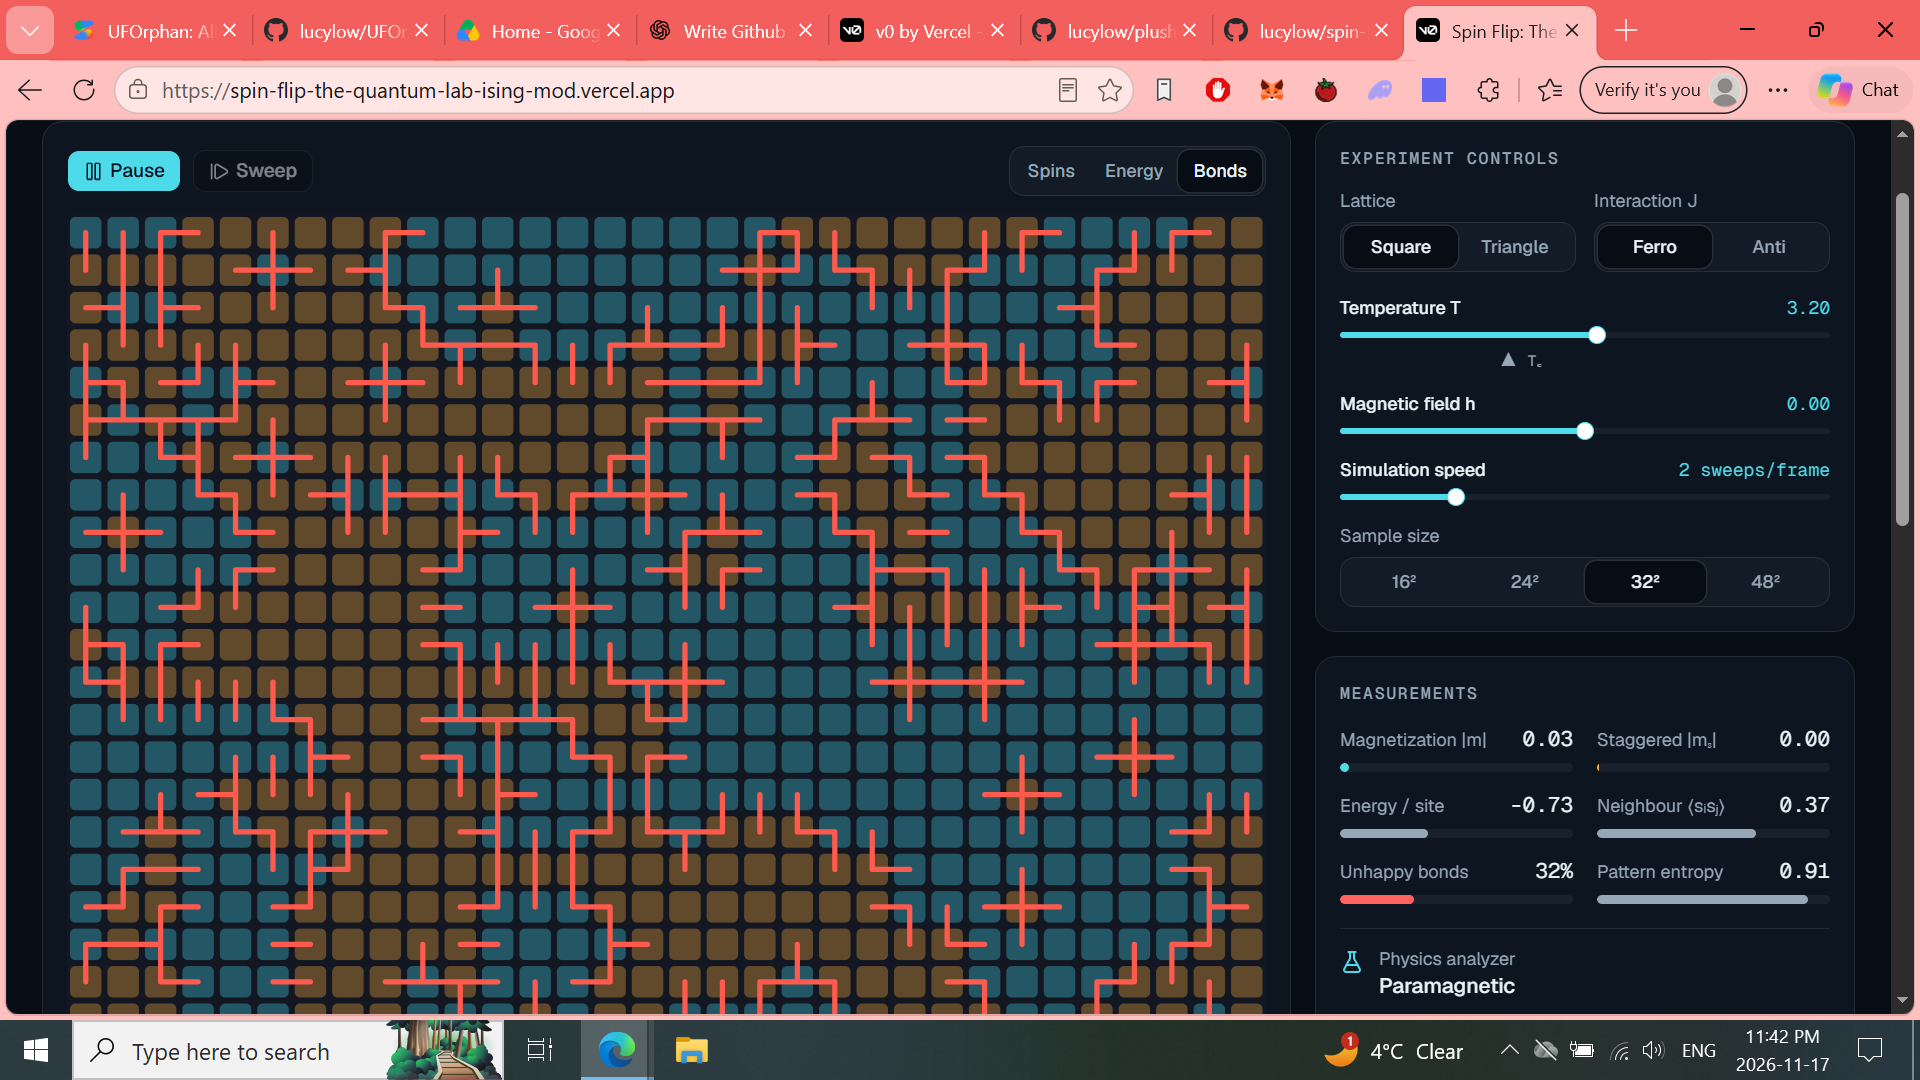 UFOrphan: Al
lucylow/UFOr
Home - Goog
Write Github
v0 by Vercel -
lucylow/plush
lucylow/spin-
Spin Flip: The
https://spin-flip-the-quantum-lab-ising-mod.vercel.app
Verify it's you
Chat
Pause
Sweep
Spins
Energy
Bonds
EXPERIMENT CONTROLS
Lattice
Interaction J
Square
Triangle
Ferro
Anti
Temperature T
3.20
Magnetic field h
0.00
Simulation speed
2 sweeps/frame
Sample size
16²
24²
32²
48²
MEASUREMENTS
Magnetization |m|
0.03
Staggered |mₛ|
0.00
Energy / site
-0.73
Neighbour ⟨sᵢsⱼ⟩
0.37
Unhappy bonds
32%
Pattern entropy
0.91
Physics analyzer
Paramagnetic
Type here to search
1
4°C Clear
ENG
11:42 PM
2026-11-17